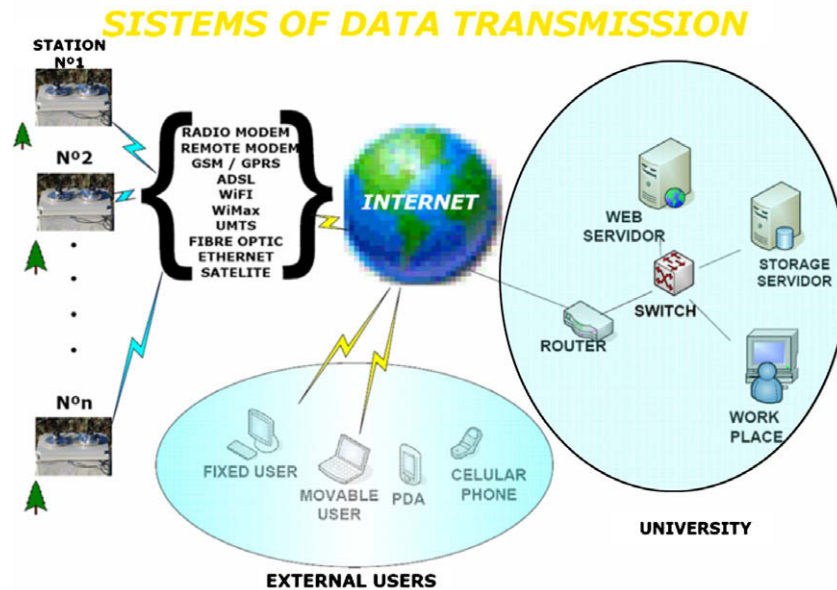 SISTEMS OF DATA TRANSMISSION
STATION
Nº1
Nº2
Nºn
RADIO MODEM
REMOTE MODEM
GSM / GPRS
ADSL
WiFI
WiMax
UMTS
FIBRE OPTIC
ETHERNET
SATELITE
INTERNET
WEB
SERVIDOR
STORAGE
SERVIDOR
SWITCH
ROUTER
WORK
PLACE
UNIVERSITY
FIXED USER
MOVABLE
USER
PDA
CELULAR
PHONE
EXTERNAL USERS